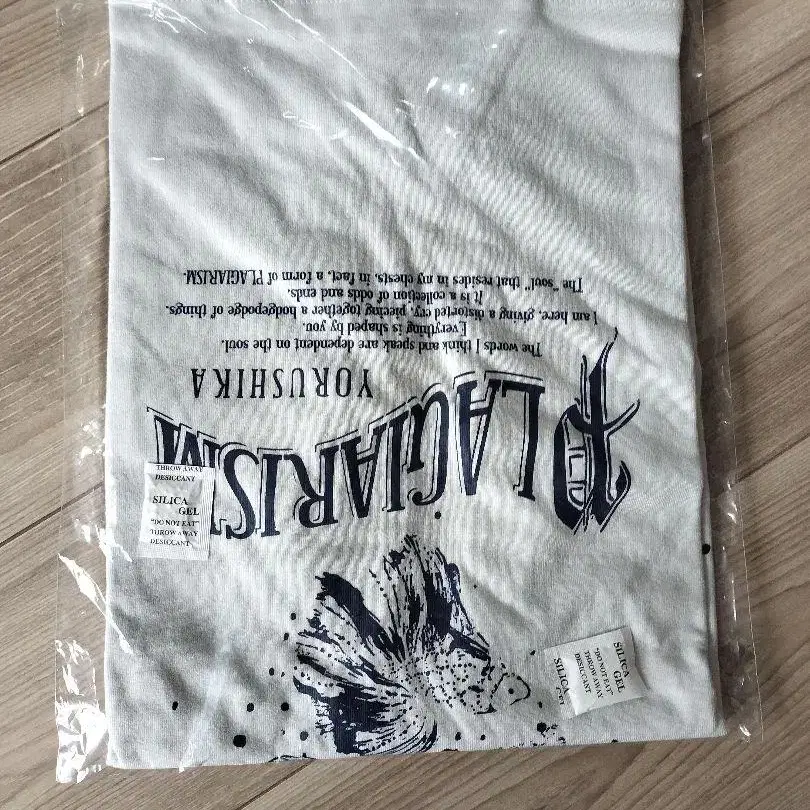 PLAGIARISM
YORUSHIKA
The words I think and speak are dependent on the soul.
Everything is shaped by you.
I am here, giving a distorted cry, piecing together a hodgepodge of things.
It is a collection of odds and ends.
The "soul" that resides in my chests, in fact, a form of PLAGIARISM.
THROW AWAY
DESICCANT
SILICA
GEL
"DO NOT EAT"
THROW AWAY
DESICCANT
SILICA
GEL
"DO NOT EAT"
THROW AWAY
DESICCANT
SILICA